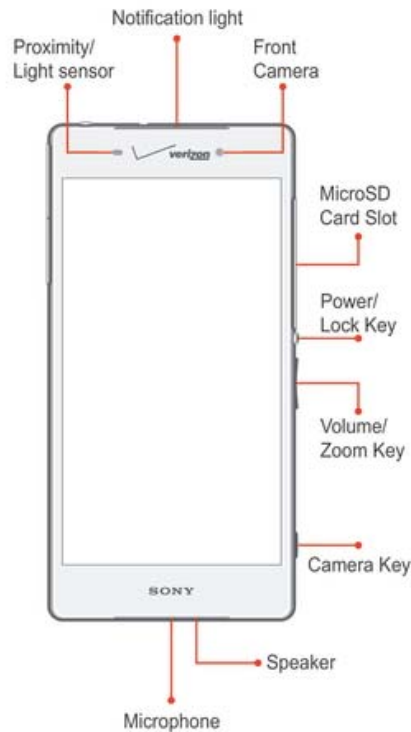 Notification light
Proximity/
Light sensor
Front
Camera
verizon
MicroSD
Card Slot
Power/
Lock Key
Volume/
Zoom Key
Camera Key
SONY
Speaker
Microphone